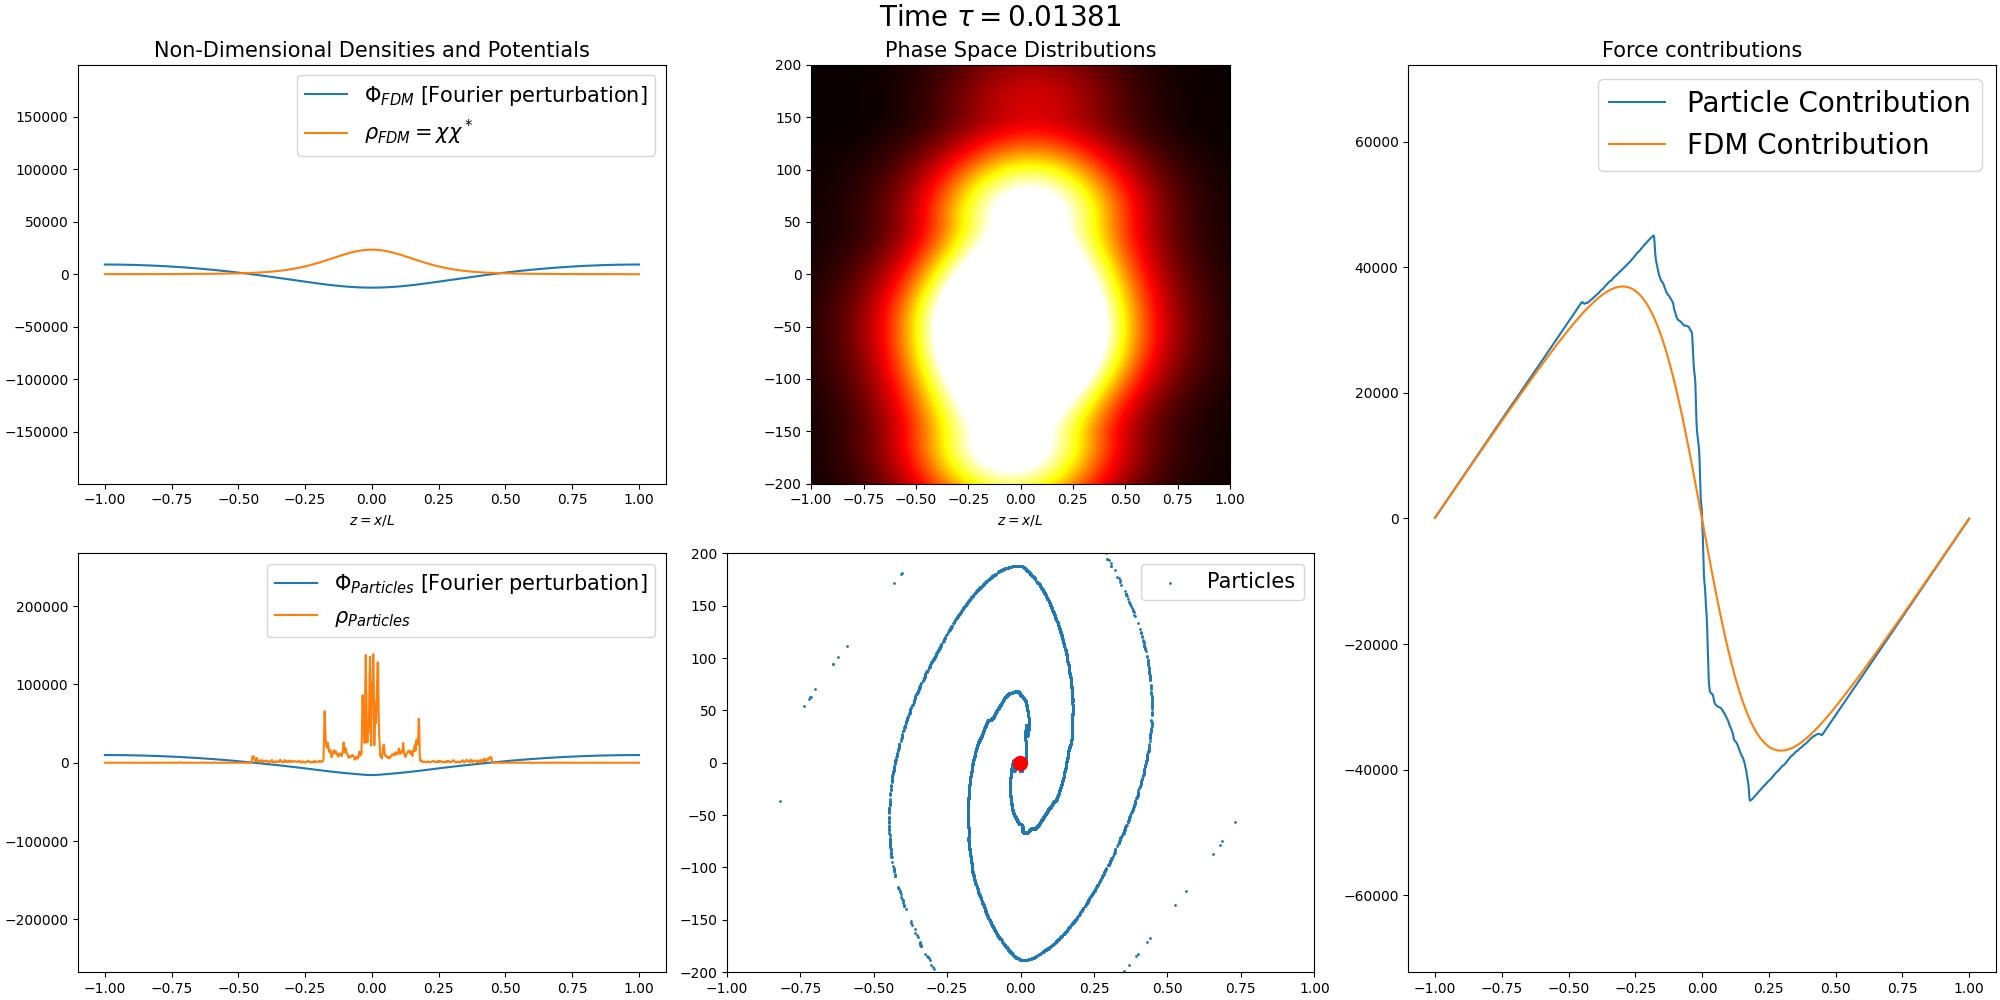 Time τ = 0.01381
Non-Dimensional Densities and Potentials
Φ_FDM [Fourier perturbation]
ρ_FDM = χχ*
150000
100000
50000
0
−50000
−100000
−150000
−1.00 −0.75 −0.50 −0.25 0.00 0.25 0.50 0.75 1.00
z = x/L
Phase Space Distributions
200
150
100
50
0
−50
−100
−150
−200
−1.00 −0.75 −0.50 −0.25 0.00 0.25 0.50 0.75 1.00
z = x/L
Force contributions
Particle Contribution
FDM Contribution
60000
40000
20000
0
−20000
−40000
−60000
−1.00 −0.75 −0.50 −0.25 0.00 0.25 0.50 0.75 1.00
Φ_Particles [Fourier perturbation]
ρ_Particles
200000
100000
0
−100000
−200000
−1.00 −0.75 −0.50 −0.25 0.00 0.25 0.50 0.75 1.00
Particles
200
150
100
50
0
−50
−100
−150
−200
−1.00 −0.75 −0.50 −0.25 0.00 0.25 0.50 0.75 1.00